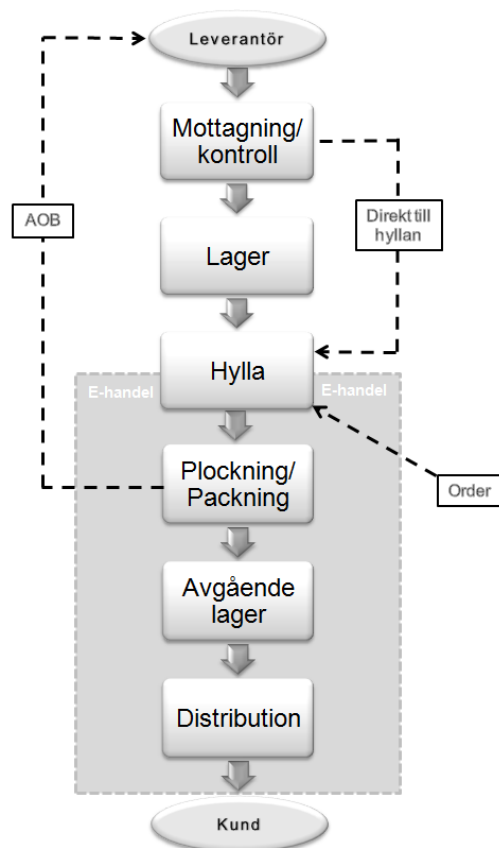 Leverantör
Mottagning/
kontroll
AOB
Direkt till
hyllan
Lager
Hylla
E-handel
E-handel
Plockning/
Packning
Order
Avgående
lager
Distribution
Kund